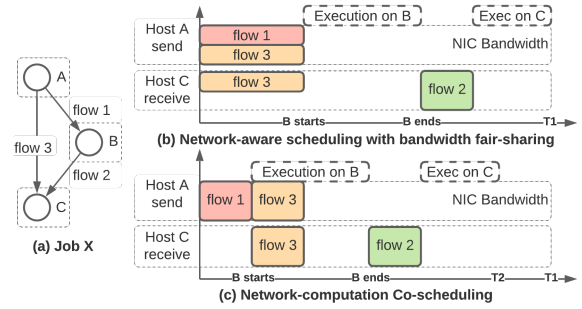 A
flow 1
flow 3
B
flow 2
C
(a) Job X
Host A
send
Execution on B
Exec on C
flow 1
flow 3
NIC Bandwidth
Host C
receive
flow 3
flow 2
B starts
B ends
T1
(b) Network-aware scheduling with bandwidth fair-sharing
Host A
send
Execution on B
Exec on C
flow 1
flow 3
NIC Bandwidth
Host C
receive
flow 3
flow 2
B starts
B ends
T2
T1
(c) Network-computation Co-scheduling